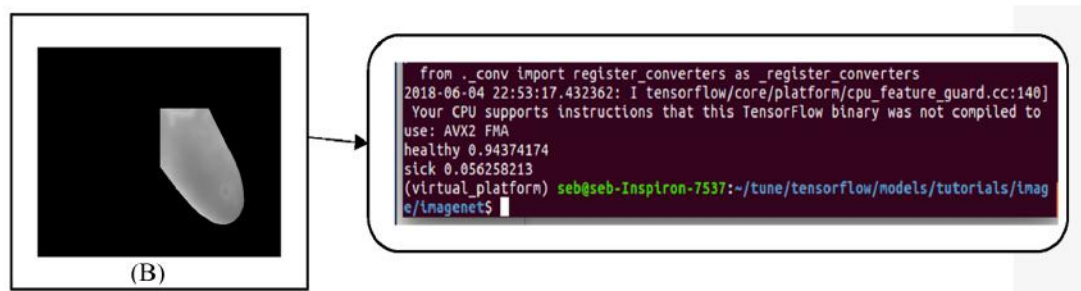 (B)
from ._conv import register_converters as _register_converters
2018-06-04 22:53:17.432362: I tensorflow/core/platform/cpu_feature_guard.cc:140]
Your CPU supports instructions that this TensorFlow binary was not compiled to
use: AVX2 FMA
healthy 0.94374174
sick 0.056258213
(virtual_platform) seb@seb-Inspiron-7537:~/tune/tensorflow/models/tutorials/imag
e/imagenet$